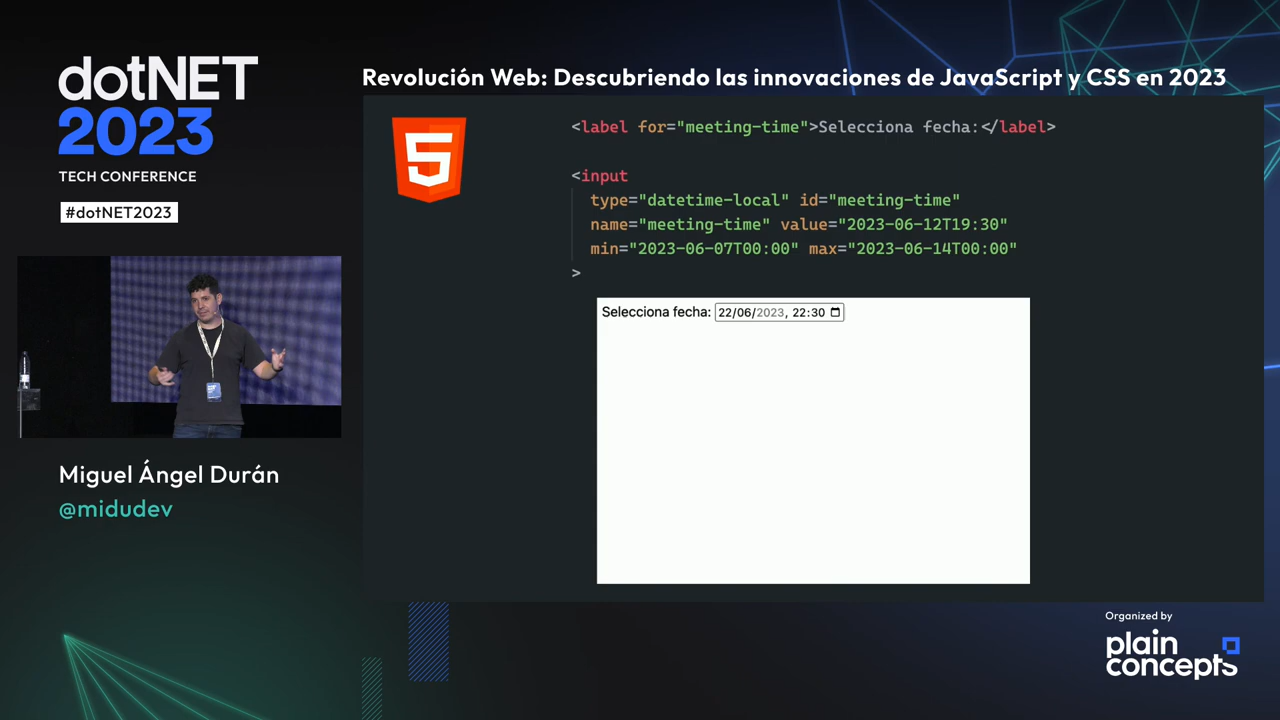 dotNET
2023
TECH CONFERENCE
#dotNET2023
Miguel Ángel Durán
@midudev
Revolución Web: Descubriendo las innovaciones de JavaScript y CSS en 2023
5
<label for="meeting-time">Selecciona fecha:</label>
<input
type="datetime-local" id="meeting-time"
name="meeting-time" value="2023-06-12T19:30"
min="2023-06-07T00:00" max="2023-06-14T00:00"
>
Selecciona fecha: 22/06/2023, 22:30
Organized by
plain
concepts